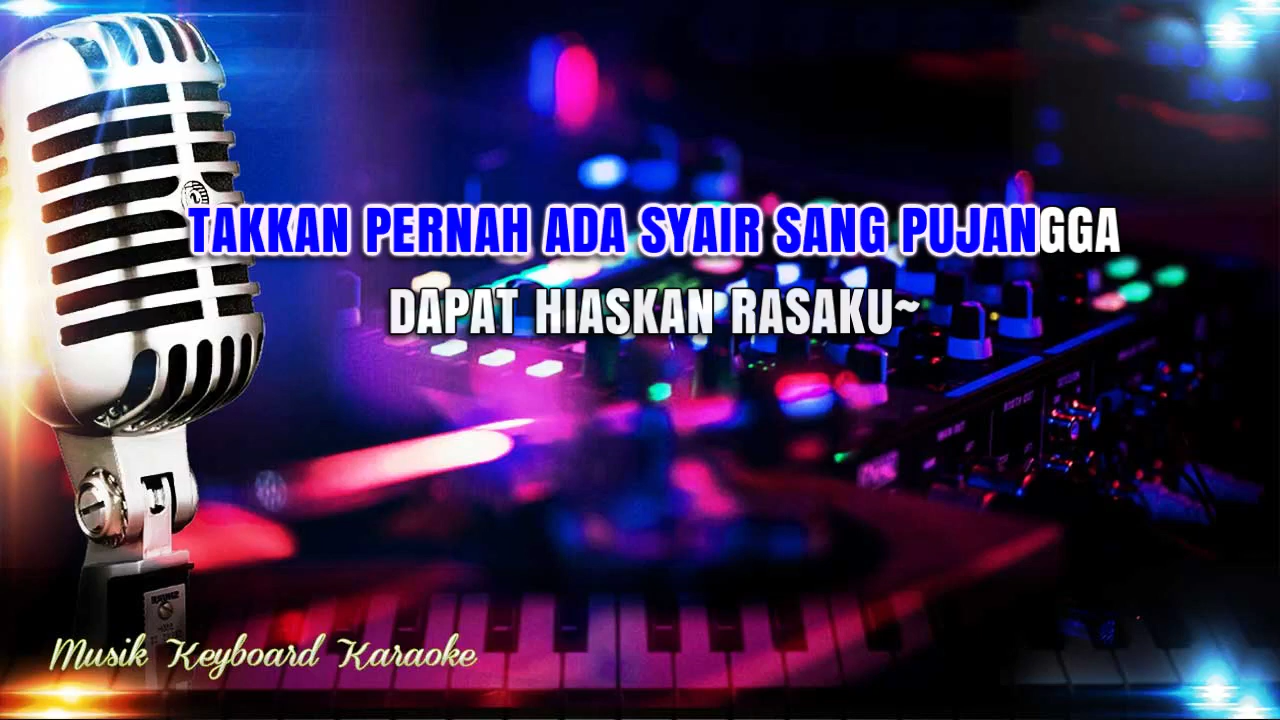 TAKKAN PERNAH ADA SYAIR SANG PUJANGGA
DAPAT HIASKAN RASAKU~
Musik Keyboard Karaoke